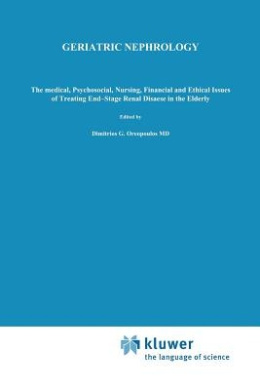 GERIATRIC NEPHROLOGY
The medical, Psychosocial, Nursing, Financial and Ethical Issues
of Treating End-Stage Renal Disaese in the Elderly
Edited by
Dimitrios G. Oreopoulos MD
kluwer
the language of science